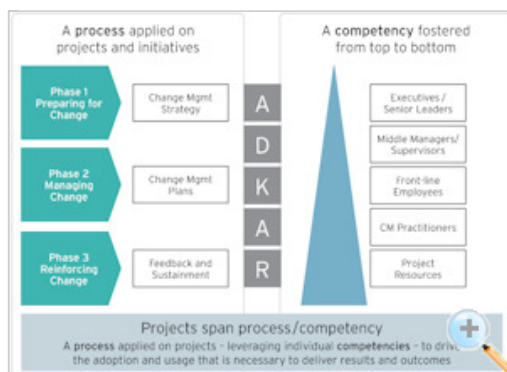 A process applied on
projects and initiatives
Phase 1
Preparing for
Change
Change Mgmt
Strategy
Phase 2
Managing
Change
Change Mgmt
Plans
Phase 3
Reinforcing
Change
Feedback and
Sustainment
A
D
K
A
R
A competency fostered
from top to bottom
Executives /
Senior Leaders
Middle Managers/
Supervisors
Front-line
Employees
CM Practitioners
Project
Resources
Projects span process/competency
A process applied on projects - leveraging individual competencies - to drive
the adoption and usage that is necessary to deliver results and outcomes